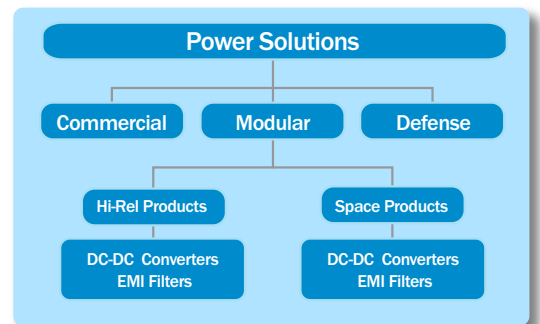 Power Solutions
Commercial
Modular
Defense
Hi-Rel Products
Space Products
DC-DC Converters
EMI Filters
DC-DC Converters
EMI Filters